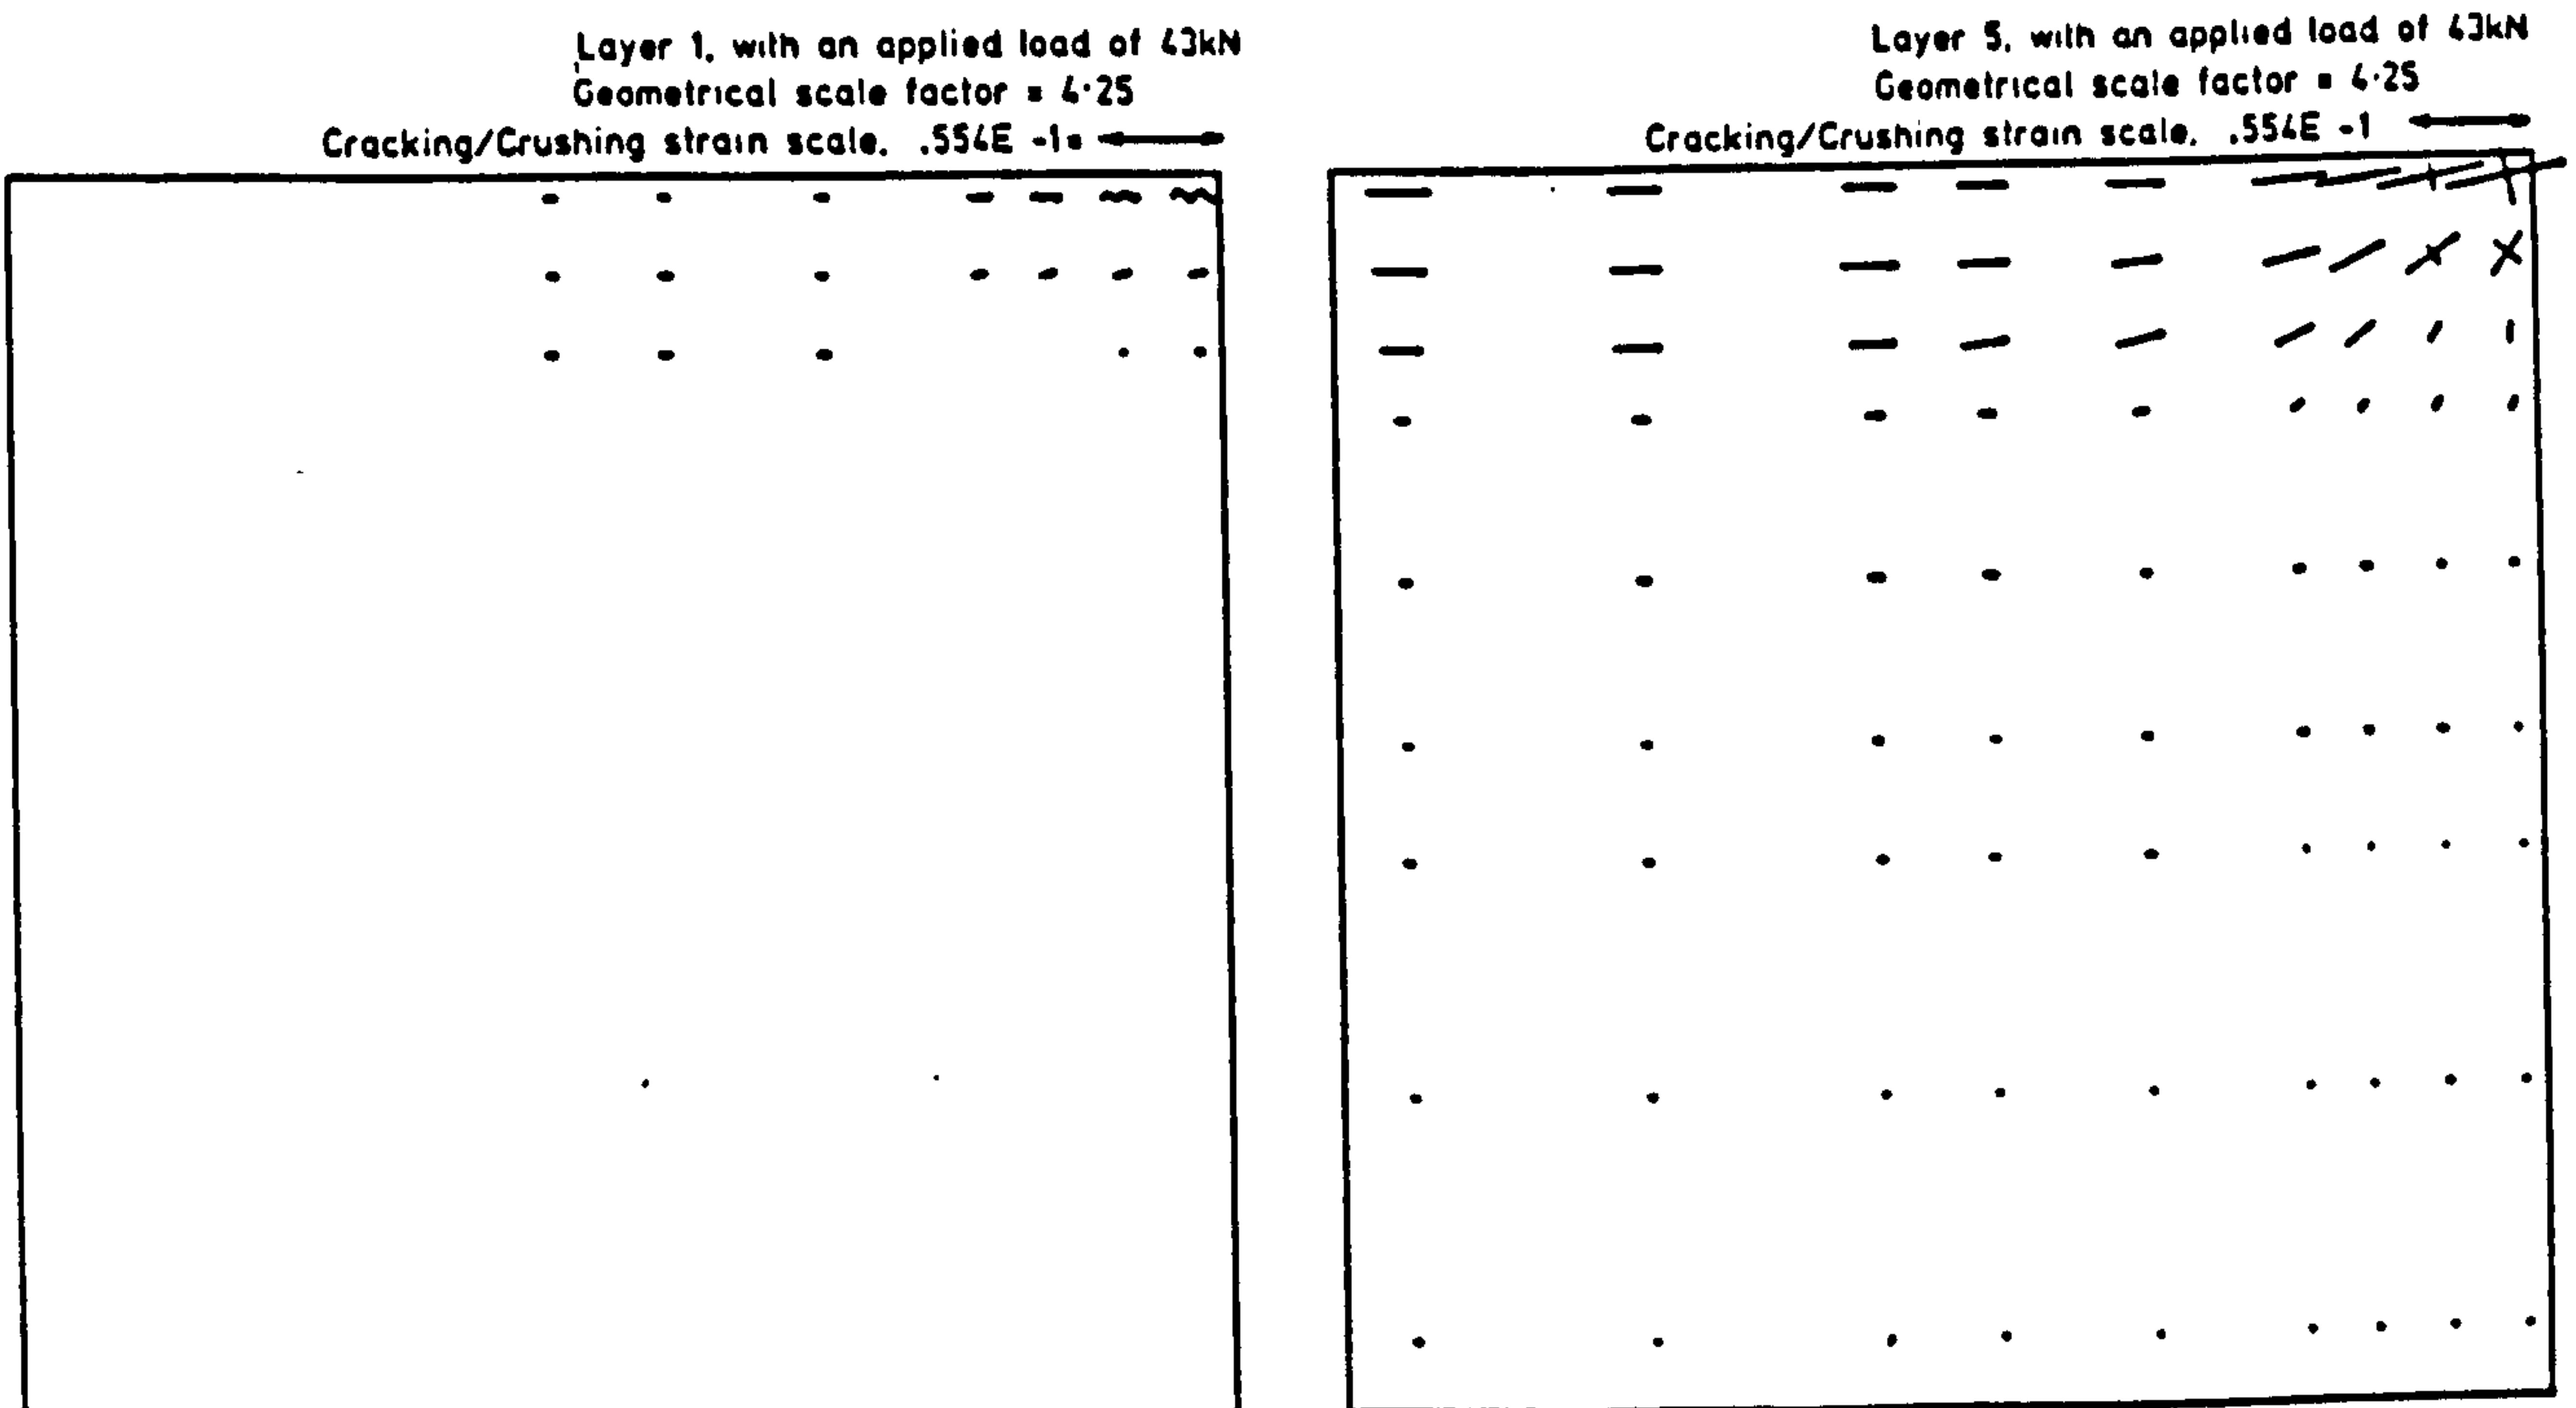 Layer 1, with an applied load of 43kN
Geometrical scale factor = 4·25
Cracking/Crushing strain scale. .554E -1=
Layer 5, with an applied load of 43kN
Geometrical scale factor = 4·25
Cracking/Crushing strain scale. .554E -1